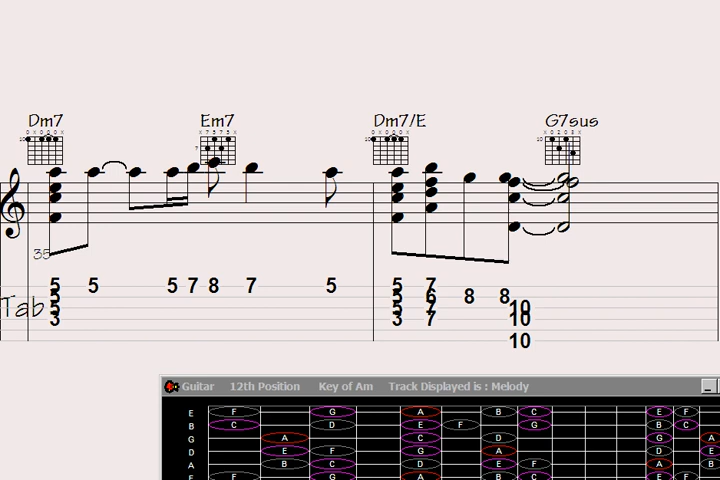 Dm7 Em7 Dm7/E G7sus
35
5 5 5 7 8 7 5 5 7
5 5 6 8 8
Tab 5 5 7 10
3 3 7 10
10
Guitar 12th Position Key of Am Track Displayed is : Melody
E F G A B C E F
B C D E F G B C
G A C D G A
D E F G A D E
A B C D E F A B
F G A B C E F